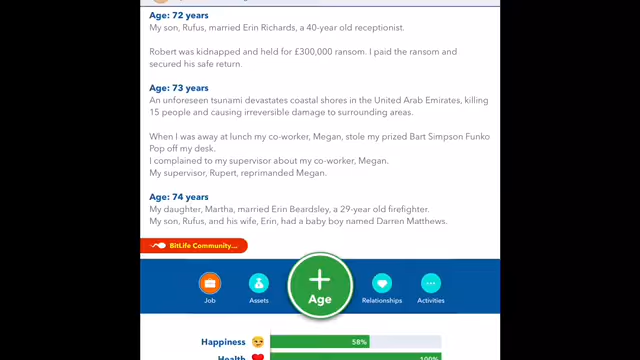 Age: 72 years
My son, Rufus, married Erin Richards, a 40-year old receptionist.
Robert was kidnapped and held for £300,000 ransom. I paid the ransom and
secured his safe return.
Age: 73 years
An unforeseen tsunami devastates coastal shores in the United Arab Emirates, killing
15 people and causing irreversible damage to surrounding areas.
When I was away at lunch my co-worker, Megan, stole my prized Bart Simpson Funko
Pop off my desk.
I complained to my supervisor about my co-worker, Megan.
My supervisor, Rupert, reprimanded Megan.
Age: 74 years
My daughter, Martha, married Erin Beardsley, a 29-year old firefighter.
My son, Rufus, and his wife, Erin, had a baby boy named Darren Matthews.
BitLife Community...
Job
Assets
Age
Relationships
Activities
Happiness 58%
Health 100%